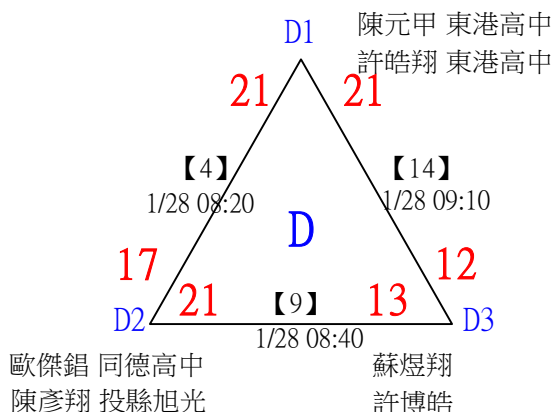 D1
陳元甲 東港高中
許皓翔 東港高中
21
21
【4】
1/28 08:20
【14】
1/28 09:10
D
17
12
21
【9】
13
D2
1/28 08:40
D3
歐傑錩 同德高中
陳彥翔 投縣旭光
蘇煜翔
許博皓